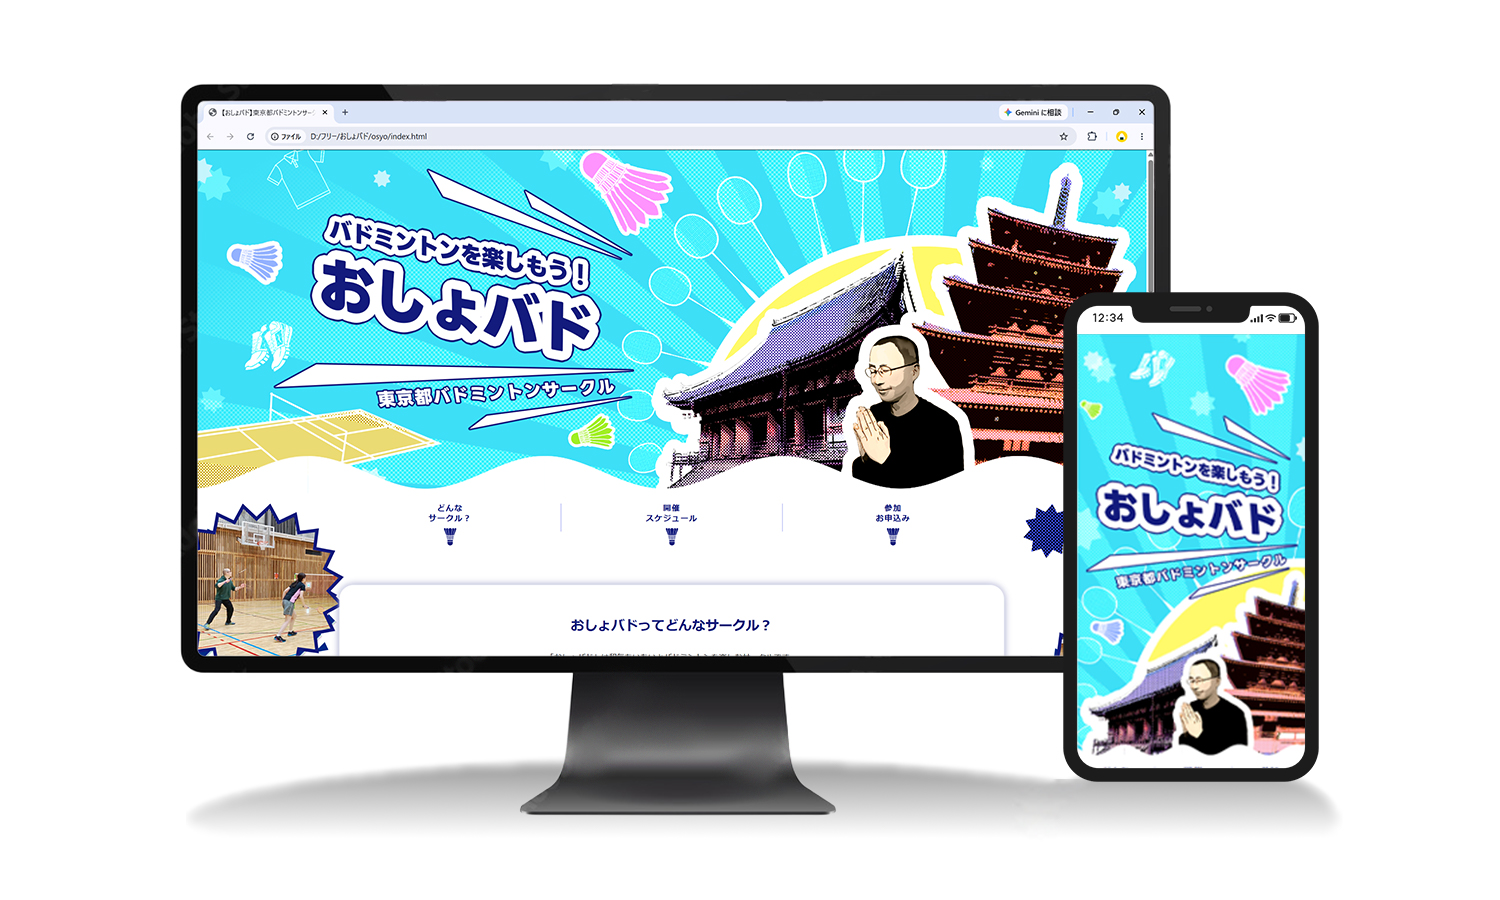 【おしょバド】東京都バドミントンサー
Gemini に相談
ファイル
D:/フリー/おしょバド/osyo/index.html
バドミントンを楽しもう！
おしょバド
東京都バドミントンサークル
どんな
サークル？
開催
スケジュール
参加
お申込み
おしょバドってどんなサークル？
12:34
バドミントンを楽しもう！
おしょバド
東京都バドミントンサークル